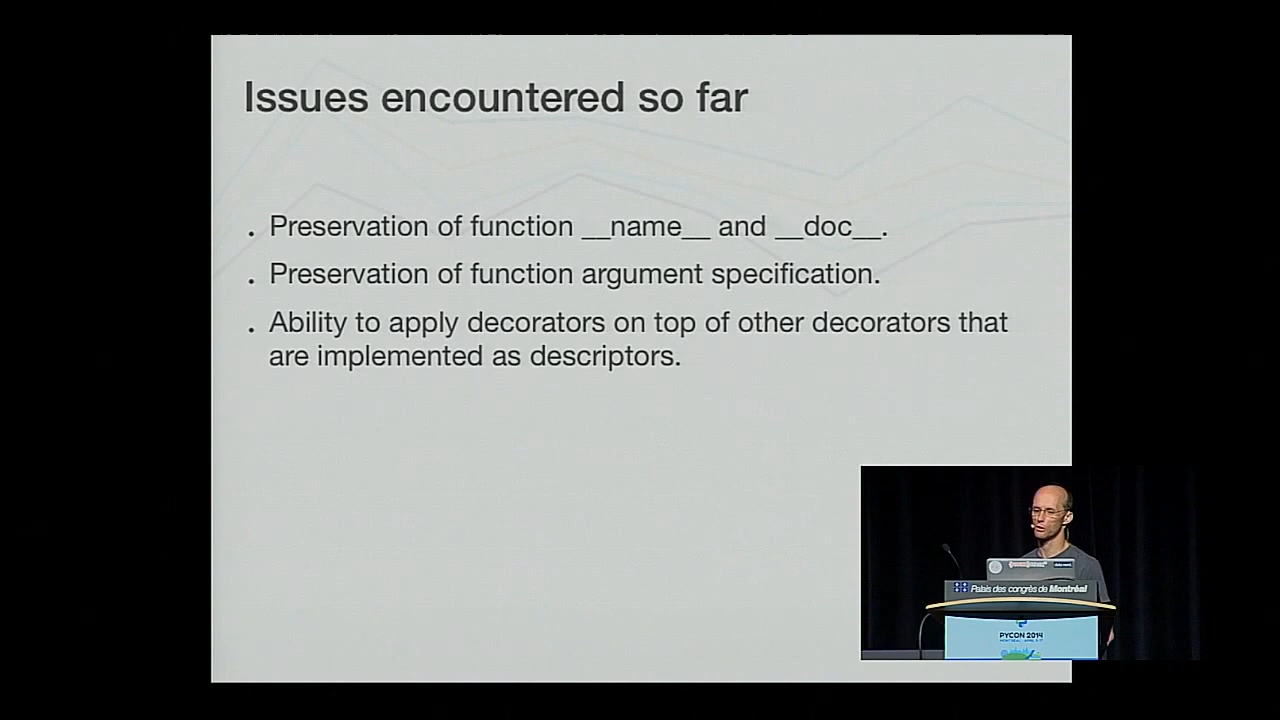 Issues encountered so far
. Preservation of function __name__ and __doc__.
. Preservation of function argument specification.
. Ability to apply decorators on top of other decorators that
are implemented as descriptors.
Palais des congrès de Montréal
PYCON 2014